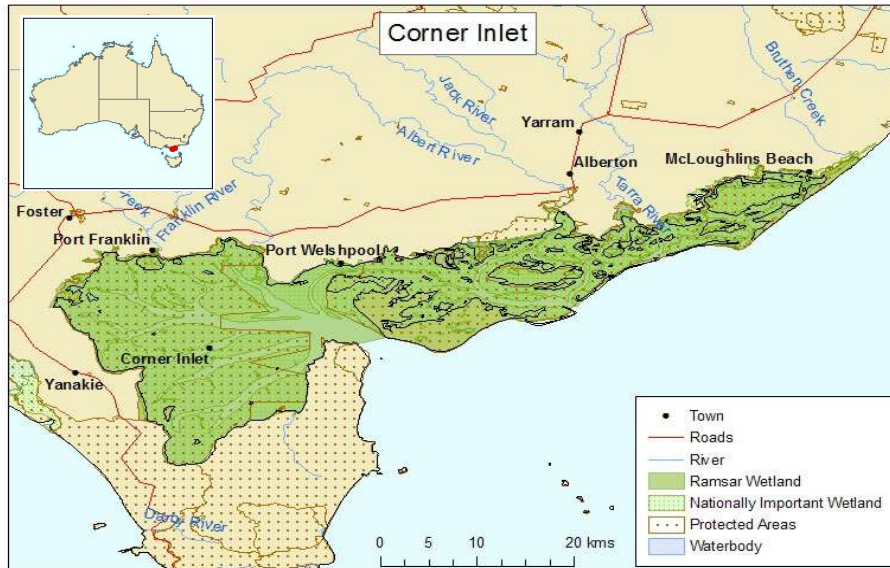 Corner Inlet
Bruthen Creek
Jack River
Yarram
Albert River
Alberton
McLoughlins Beach
Creek
Franklin River
Tarra River
Foster
Port Franklin
Port Welshpool
Corner Inlet
Yanakie
Darby River
Town
Roads
River
Ramsar Wetland
Nationally Important Wetland
Protected Areas
Waterbody
0 5 10 20 kms